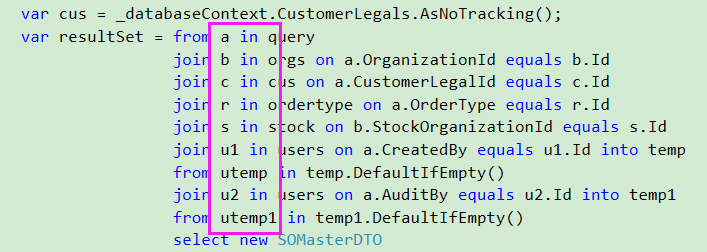 var cus = _databaseContext.CustomerLegals.AsNoTracking();
var resultSet = from a in query
join b in orgs on a.OrganizationId equals b.Id
join c in cus on a.CustomerLegalId equals c.Id
join r in ordertype on a.OrderType equals r.Id
join s in stock on b.StockOrganizationId equals s.Id
join u1 in users on a.CreatedBy equals u1.Id into temp
from utemp in temp.DefaultIfEmpty()
join u2 in users on a.AuditBy equals u2.Id into temp1
from utemp1 in temp1.DefaultIfEmpty()
select new SOMasterDTO